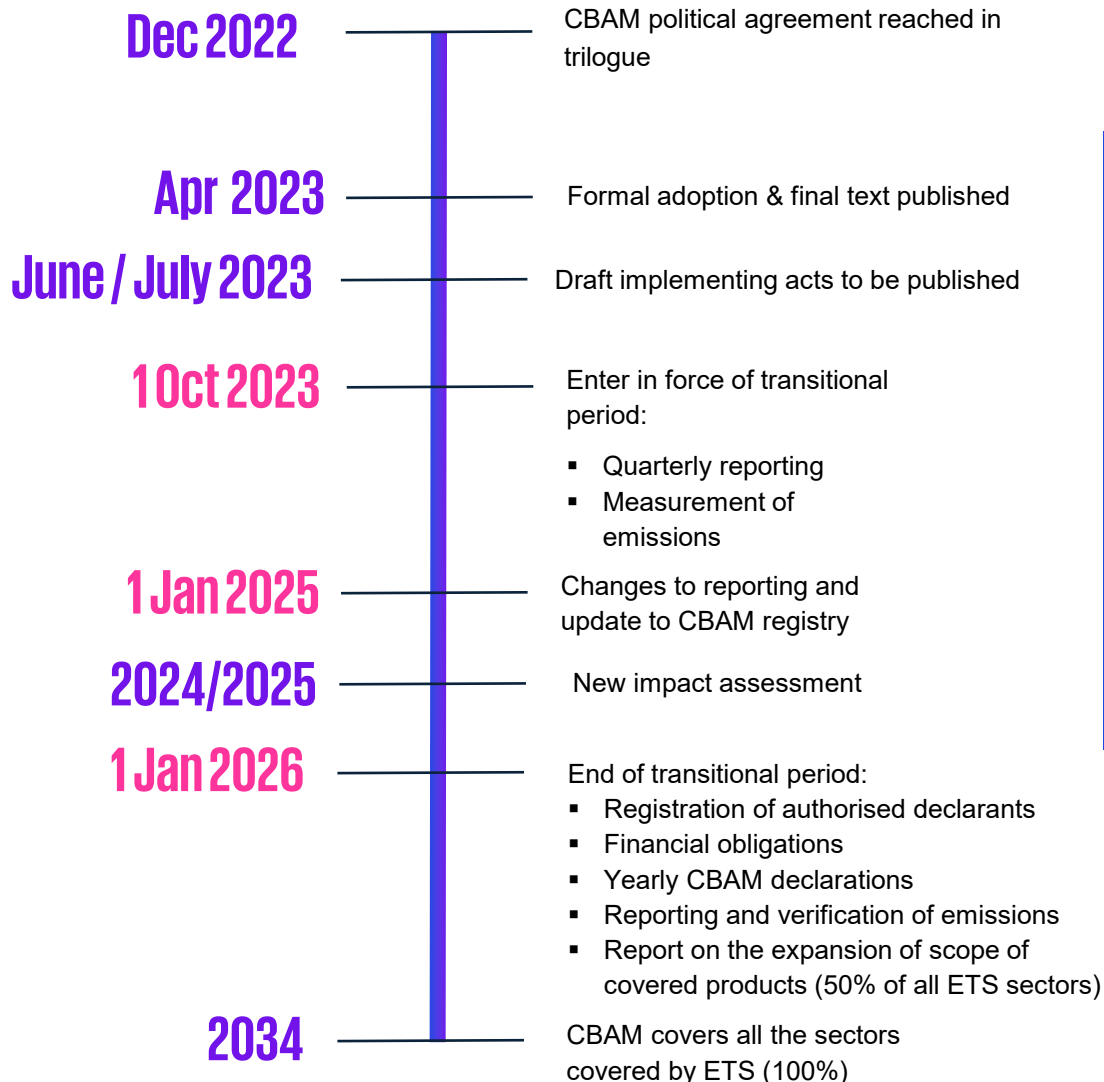 Dec 2022
CBAM political agreement reached in
trilogue
Apr 2023
Formal adoption & final text published
June / July 2023
Draft implementing acts to be published
1 Oct 2023
Enter in force of transitional
period:
▪ Quarterly reporting
▪ Measurement of
emissions
1 Jan 2025
Changes to reporting and
update to CBAM registry
2024/2025
New impact assessment
1 Jan 2026
End of transitional period:
▪ Registration of authorised declarants
▪ Financial obligations
▪ Yearly CBAM declarations
▪ Reporting and verification of emissions
▪ Report on the expansion of scope of
covered products (50% of all ETS sectors)
2034
CBAM covers all the sectors
covered by ETS (100%)